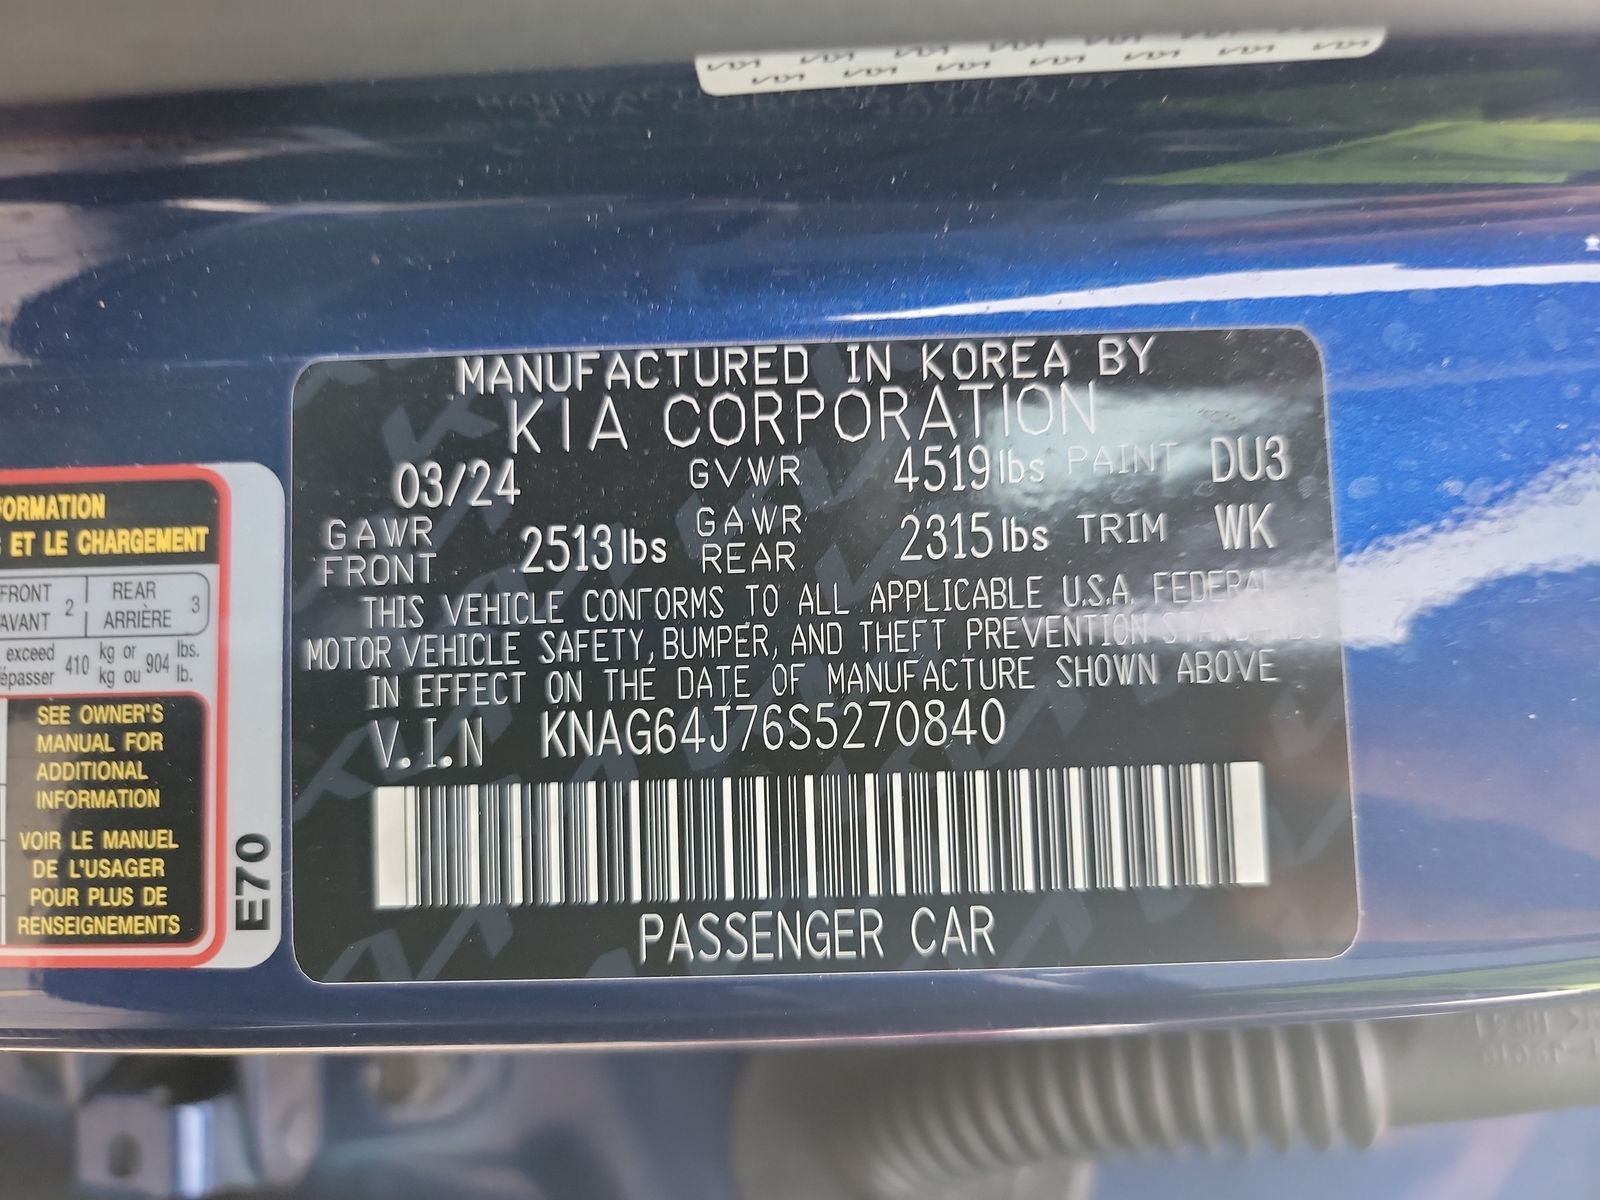 MANUFACTURED IN KOREA BY
KIA CORPORATION
03/24 GVWR 4519 lbs PAINT DU3
GAWR FRONT 2513 lbs GAWR REAR 2315 lbs TRIM WK
THIS VEHICLE CONFORMS TO ALL APPLICABLE U.S.A. FEDERAL
MOTOR VEHICLE SAFETY, BUMPER, AND THEFT PREVENTION STANDARDS
IN EFFECT ON THE DATE OF MANUFACTURE SHOWN ABOVE
V.I.N KNAG64J76S5270840
PASSENGER CAR
ORMATION
ET LE CHARGEMENT
FRONT 2 REAR 3
AVANT ARRIÈRE
exceed 410 kg or 904 lbs.
épasser kg ou lb.
SEE OWNER'S
MANUAL FOR
ADDITIONAL
INFORMATION
VOIR LE MANUEL
DE L'USAGER
POUR PLUS DE
RENSEIGNEMENTS
E70